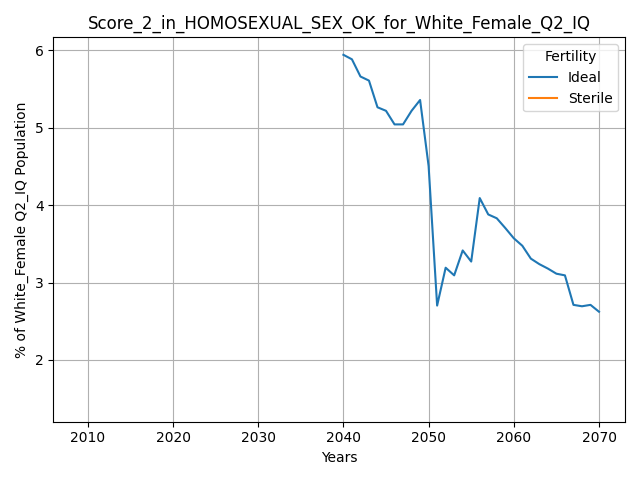 Score_2_in_HOMOSEXUAL_SEX_OK_for_White_Female_Q2_IQ
Fertility
Ideal
Sterile
% of White_Female Q2_IQ Population
6
5
4
3
2
2010
2020
2030
2040
2050
2060
2070
Years